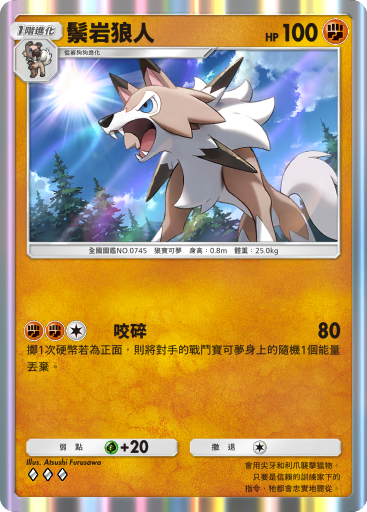 1階進化
鬃岩狼人
HP 100
從岩狗狗進化
全國圖鑑NO.0745 狼寶可夢 身高：0.8m 體重：25.0kg
咬碎 80
擲1次硬幣若為正面，則將對手的戰鬥寶可夢身上的隨機1個能量
丟棄。
弱點 +20 撤退
Illus. Atsushi Furusawa
會用尖牙和利爪襲擊獵物。
只要是信賴的訓練家下的
指令，牠都會忠實地聽從。